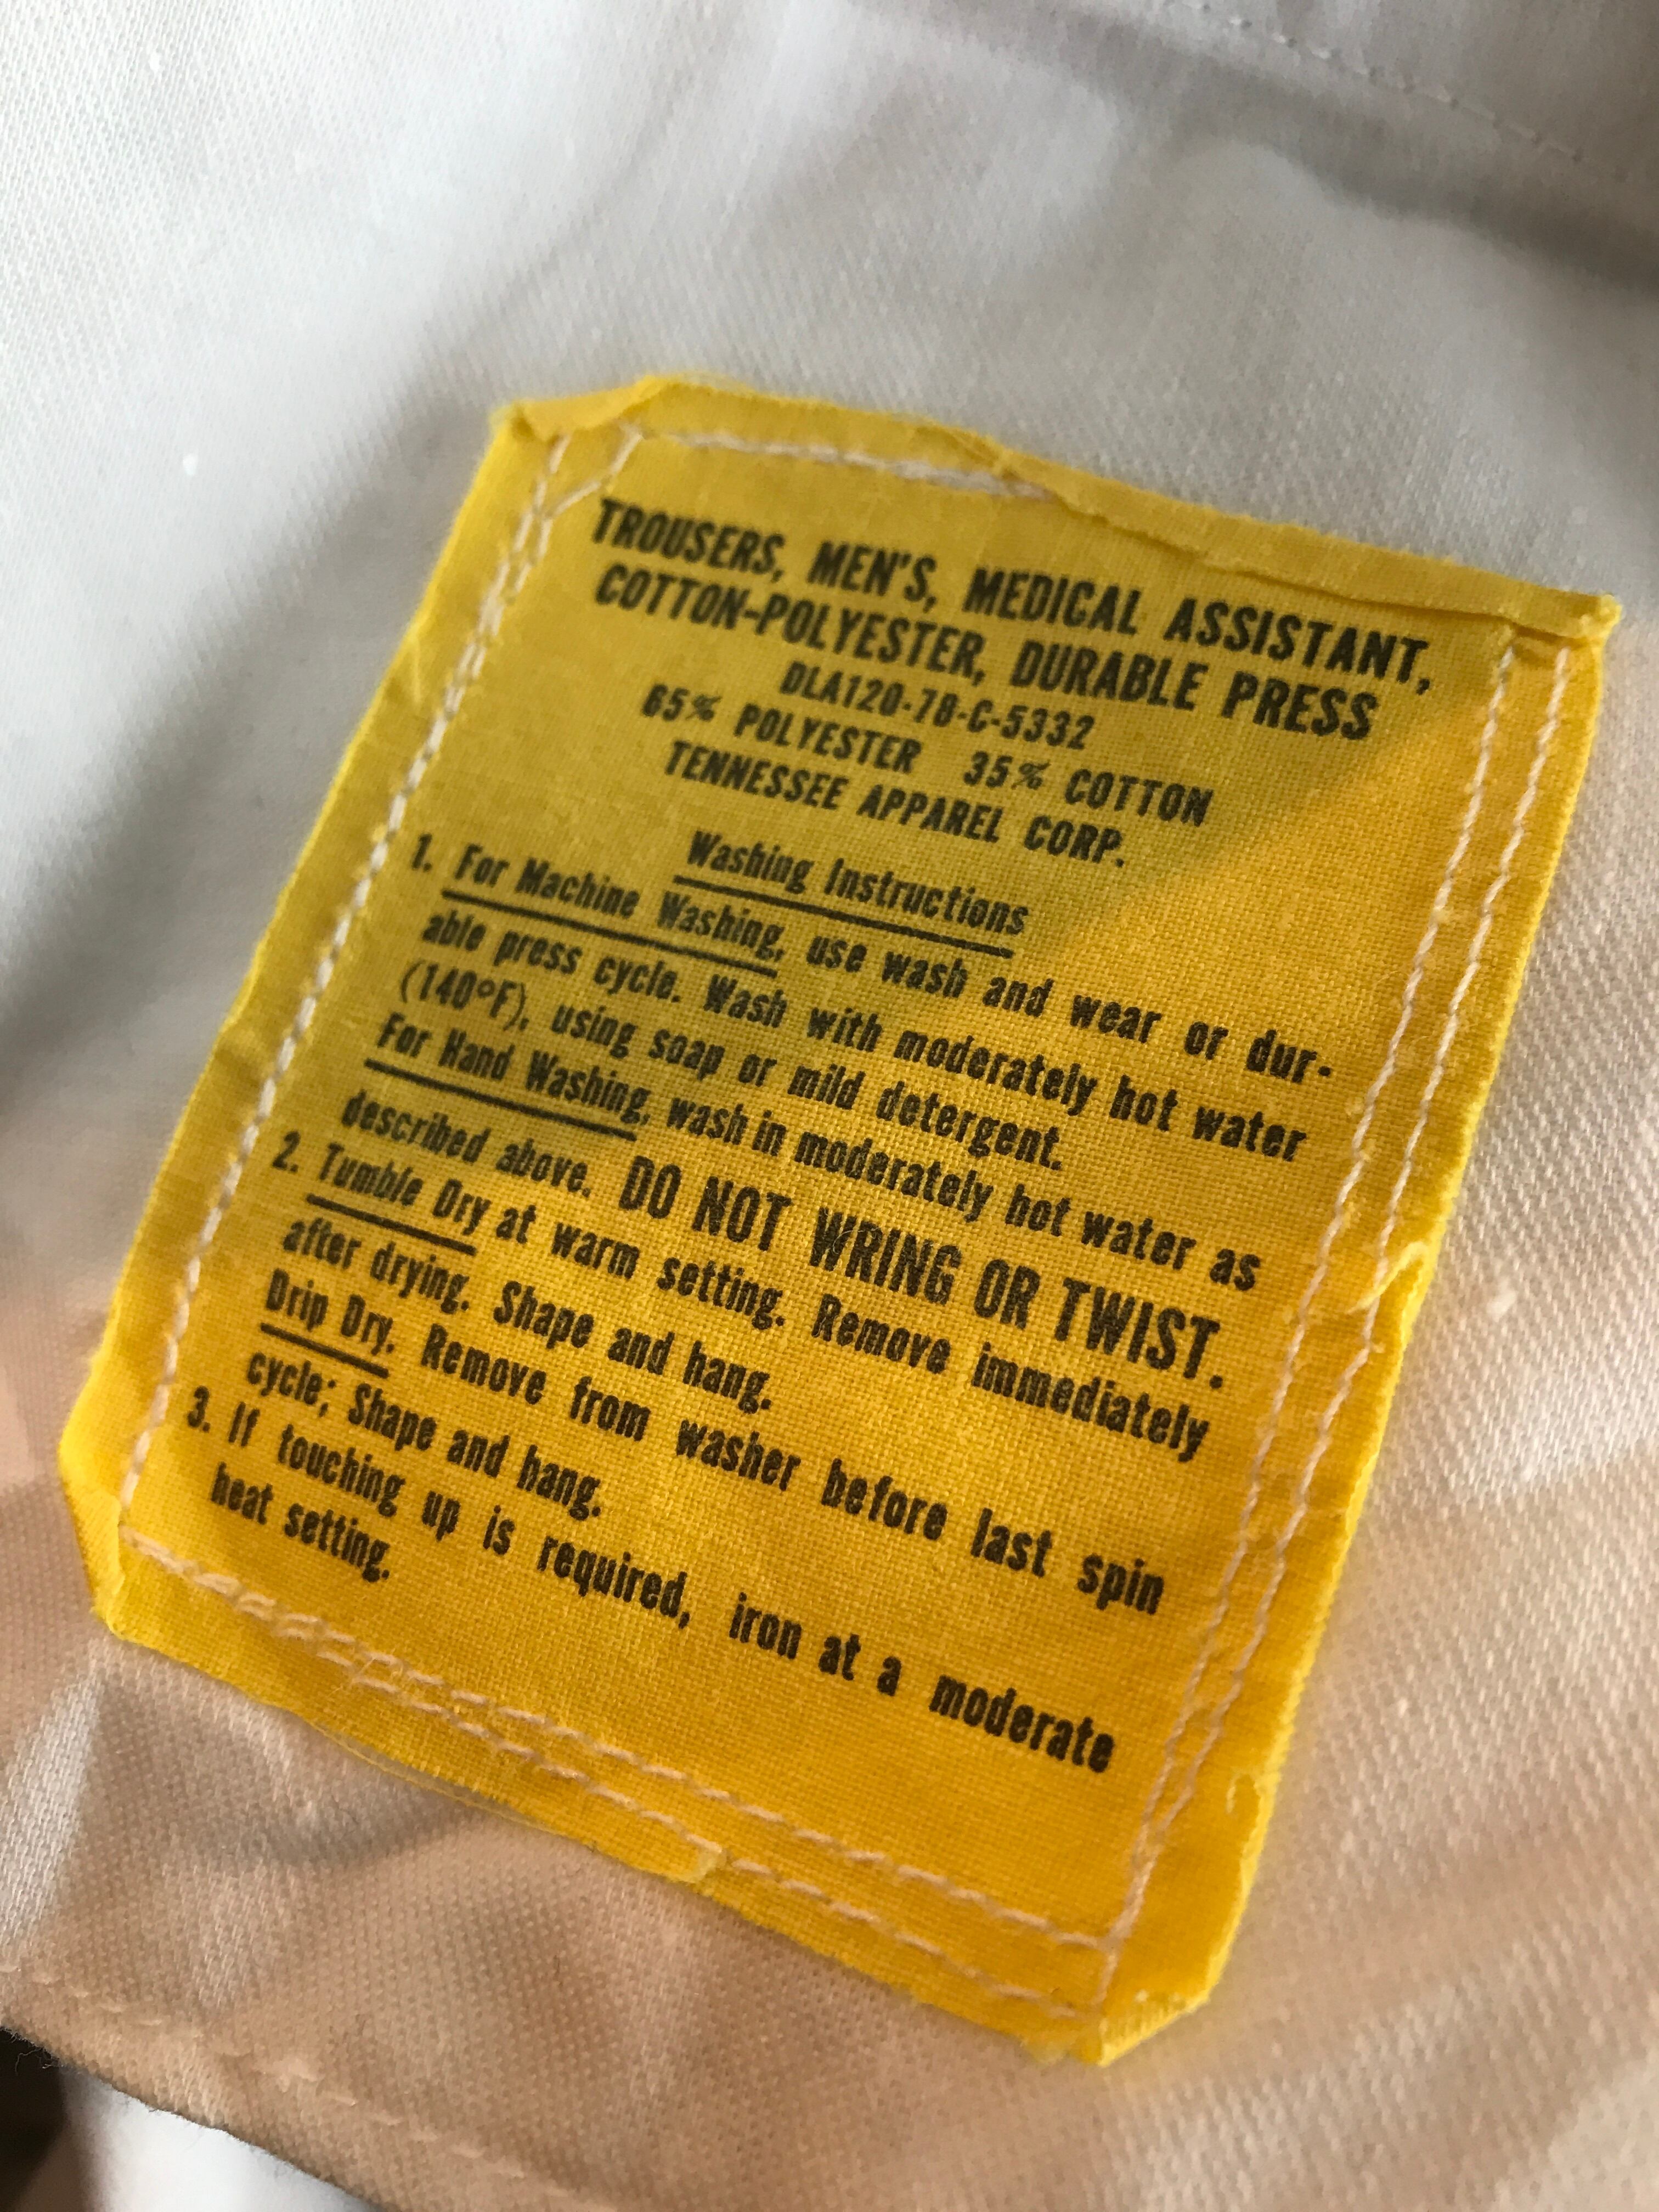 TROUSERS, MEN'S, MEDICAL ASSISTANT,
COTTON-POLYESTER, DURABLE PRESS
DLA120-78-C-5332
65% POLYESTER 35% COTTON
TENNESSEE APPAREL CORP.
Washing Instructions
1. For Machine Washing, use wash and wear or dur-
able press cycle. Wash with moderately hot water
(140°F), using soap or mild detergent.
For Hand Washing, wash in moderately hot water as
described above. DO NOT WRING OR TWIST.
2. Tumble Dry at warm setting. Remove immediately
after drying. Shape and hang.
Drip Dry. Remove from washer before last spin
cycle; Shape and hang.
3. If touching up is required, iron at a moderate
heat setting.